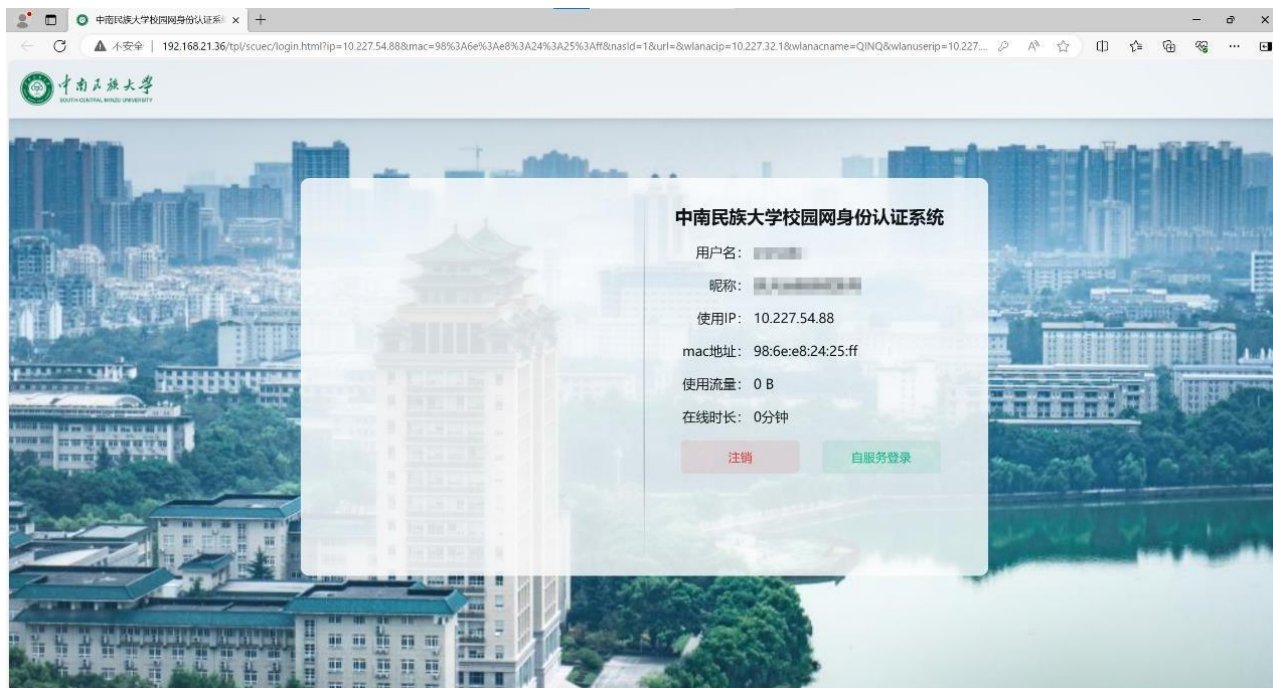 中南民族大学校园网身份认证系
不安全 | 192.168.21.36/tpl/scuec/login.html?ip=10.227.54.88&mac=98%3A6e%3Ae8%3A24%3A25%3Aff&nasId=1&url=&wlanacip=10.227.32.1&wlanacname=QINQ&wlanuserip=10.227....
中南民族大学
SOUTH-CENTRAL MINZU UNIVERSITY
中南民族大学校园网身份认证系统
用户名：
昵称：
使用IP： 10.227.54.88
mac地址： 98:6e:e8:24:25:ff
使用流量： 0 B
在线时长： 0分钟
注销 自服务登录